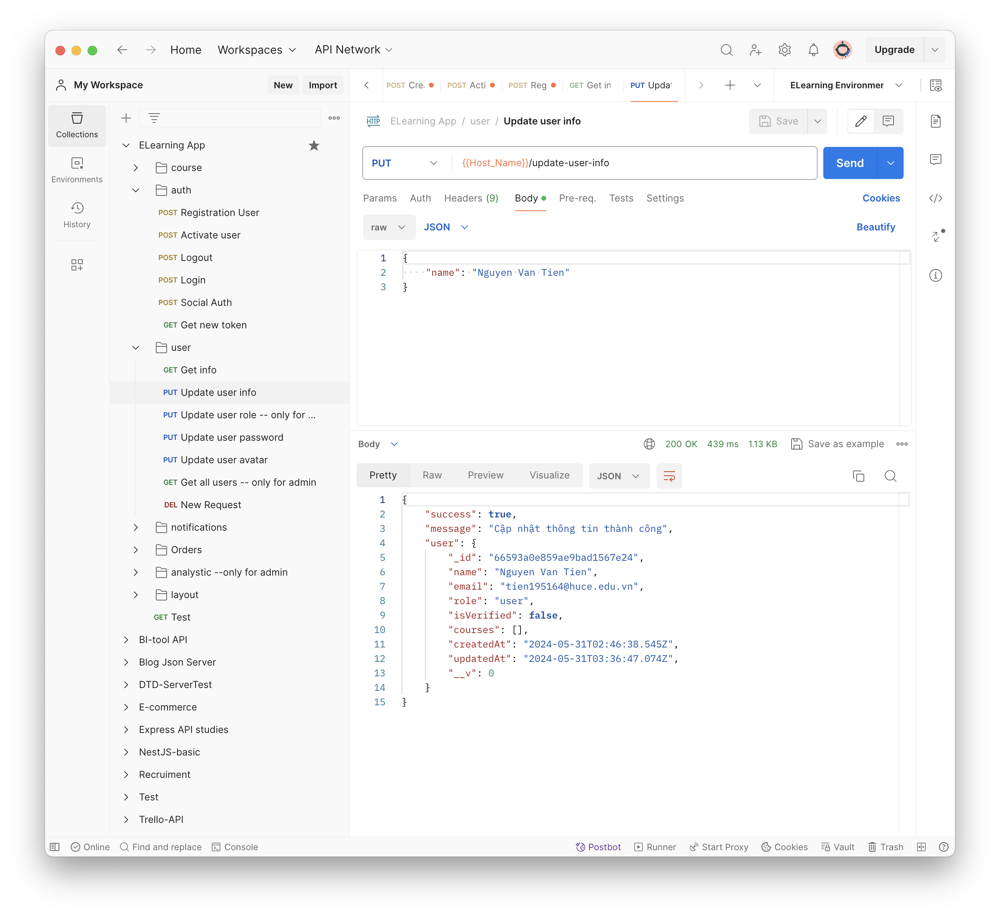 Home
Workspaces
API Network
Upgrade
My Workspace
New
Import
POST Cre
POST Acti
POST Reg
GET Get in
PUT Updat
ELearning Environmer
Collections
Environments
History
ELearning App
course
auth
POST Registration User
POST Activate user
POST Logout
POST Login
POST Social Auth
GET Get new token
user
GET Get info
PUT Update user info
PUT Update user role -- only for ...
PUT Update user password
PUT Update user avatar
GET Get all users -- only for admin
DEL New Request
notifications
Orders
analystic --only for admin
layout
GET Test
BI-tool API
Blog Json Server
DTD-ServerTest
E-commerce
Express API studies
NestJS-basic
Recruiment
Test
Trello-API
HTTP ELearning App / user / Update user info
Save
PUT {{Host_Name}}/update-user-info
Send
Params Auth Headers (9) Body Pre-req. Tests Settings Cookies
raw JSON Beautify
1 {
2 "name": "Nguyen Van Tien"
3 }
Body 200 OK 439 ms 1.13 KB Save as example
Pretty Raw Preview Visualize JSON
1 {
2 "success": true,
3 "message": "Cập nhật thông tin thành công",
4 "user": {
5 "_id": "66593a0e859ae9bad1567e24",
6 "name": "Nguyen Van Tien",
7 "email": "tien195164@huce.edu.vn",
8 "role": "user",
9 "isVerified": false,
10 "courses": [],
11 "createdAt": "2024-05-31T02:46:38.545Z",
12 "updatedAt": "2024-05-31T03:36:47.074Z",
13 "__v": 0
14 }
15 }
Online Find and replace Console Postbot Runner Start Proxy Cookies Vault Trash